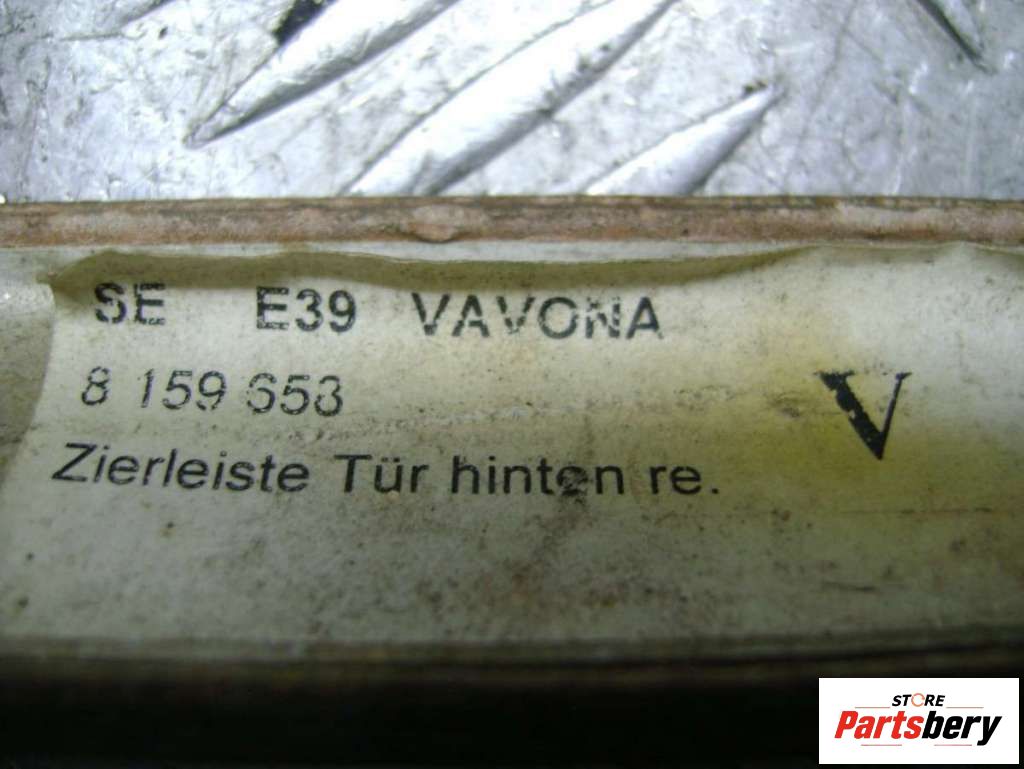 SE E39 VAVONA
8 159 653
V
Zierleiste Tür hinten re.
STORE
Partsbery